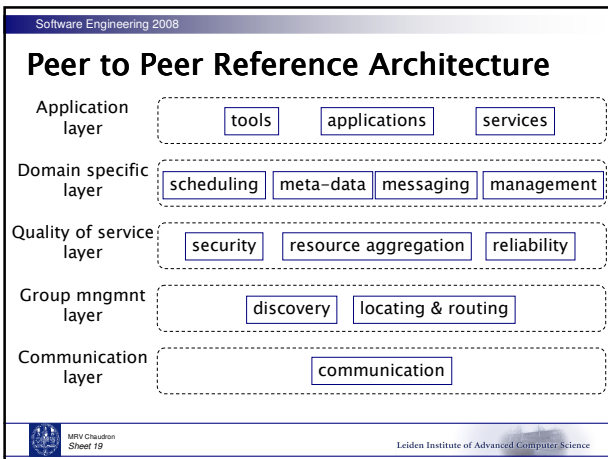 Software Engineering 2008
Peer to Peer Reference Architecture
Application
layer
tools applications services
Domain specific
layer
scheduling meta-data messaging management
Quality of service
layer
security resource aggregation reliability
Group mngmnt
layer
discovery locating & routing
Communication
layer
communication
MRV Chaudron
Sheet 19
Leiden Institute of Advanced Computer Science